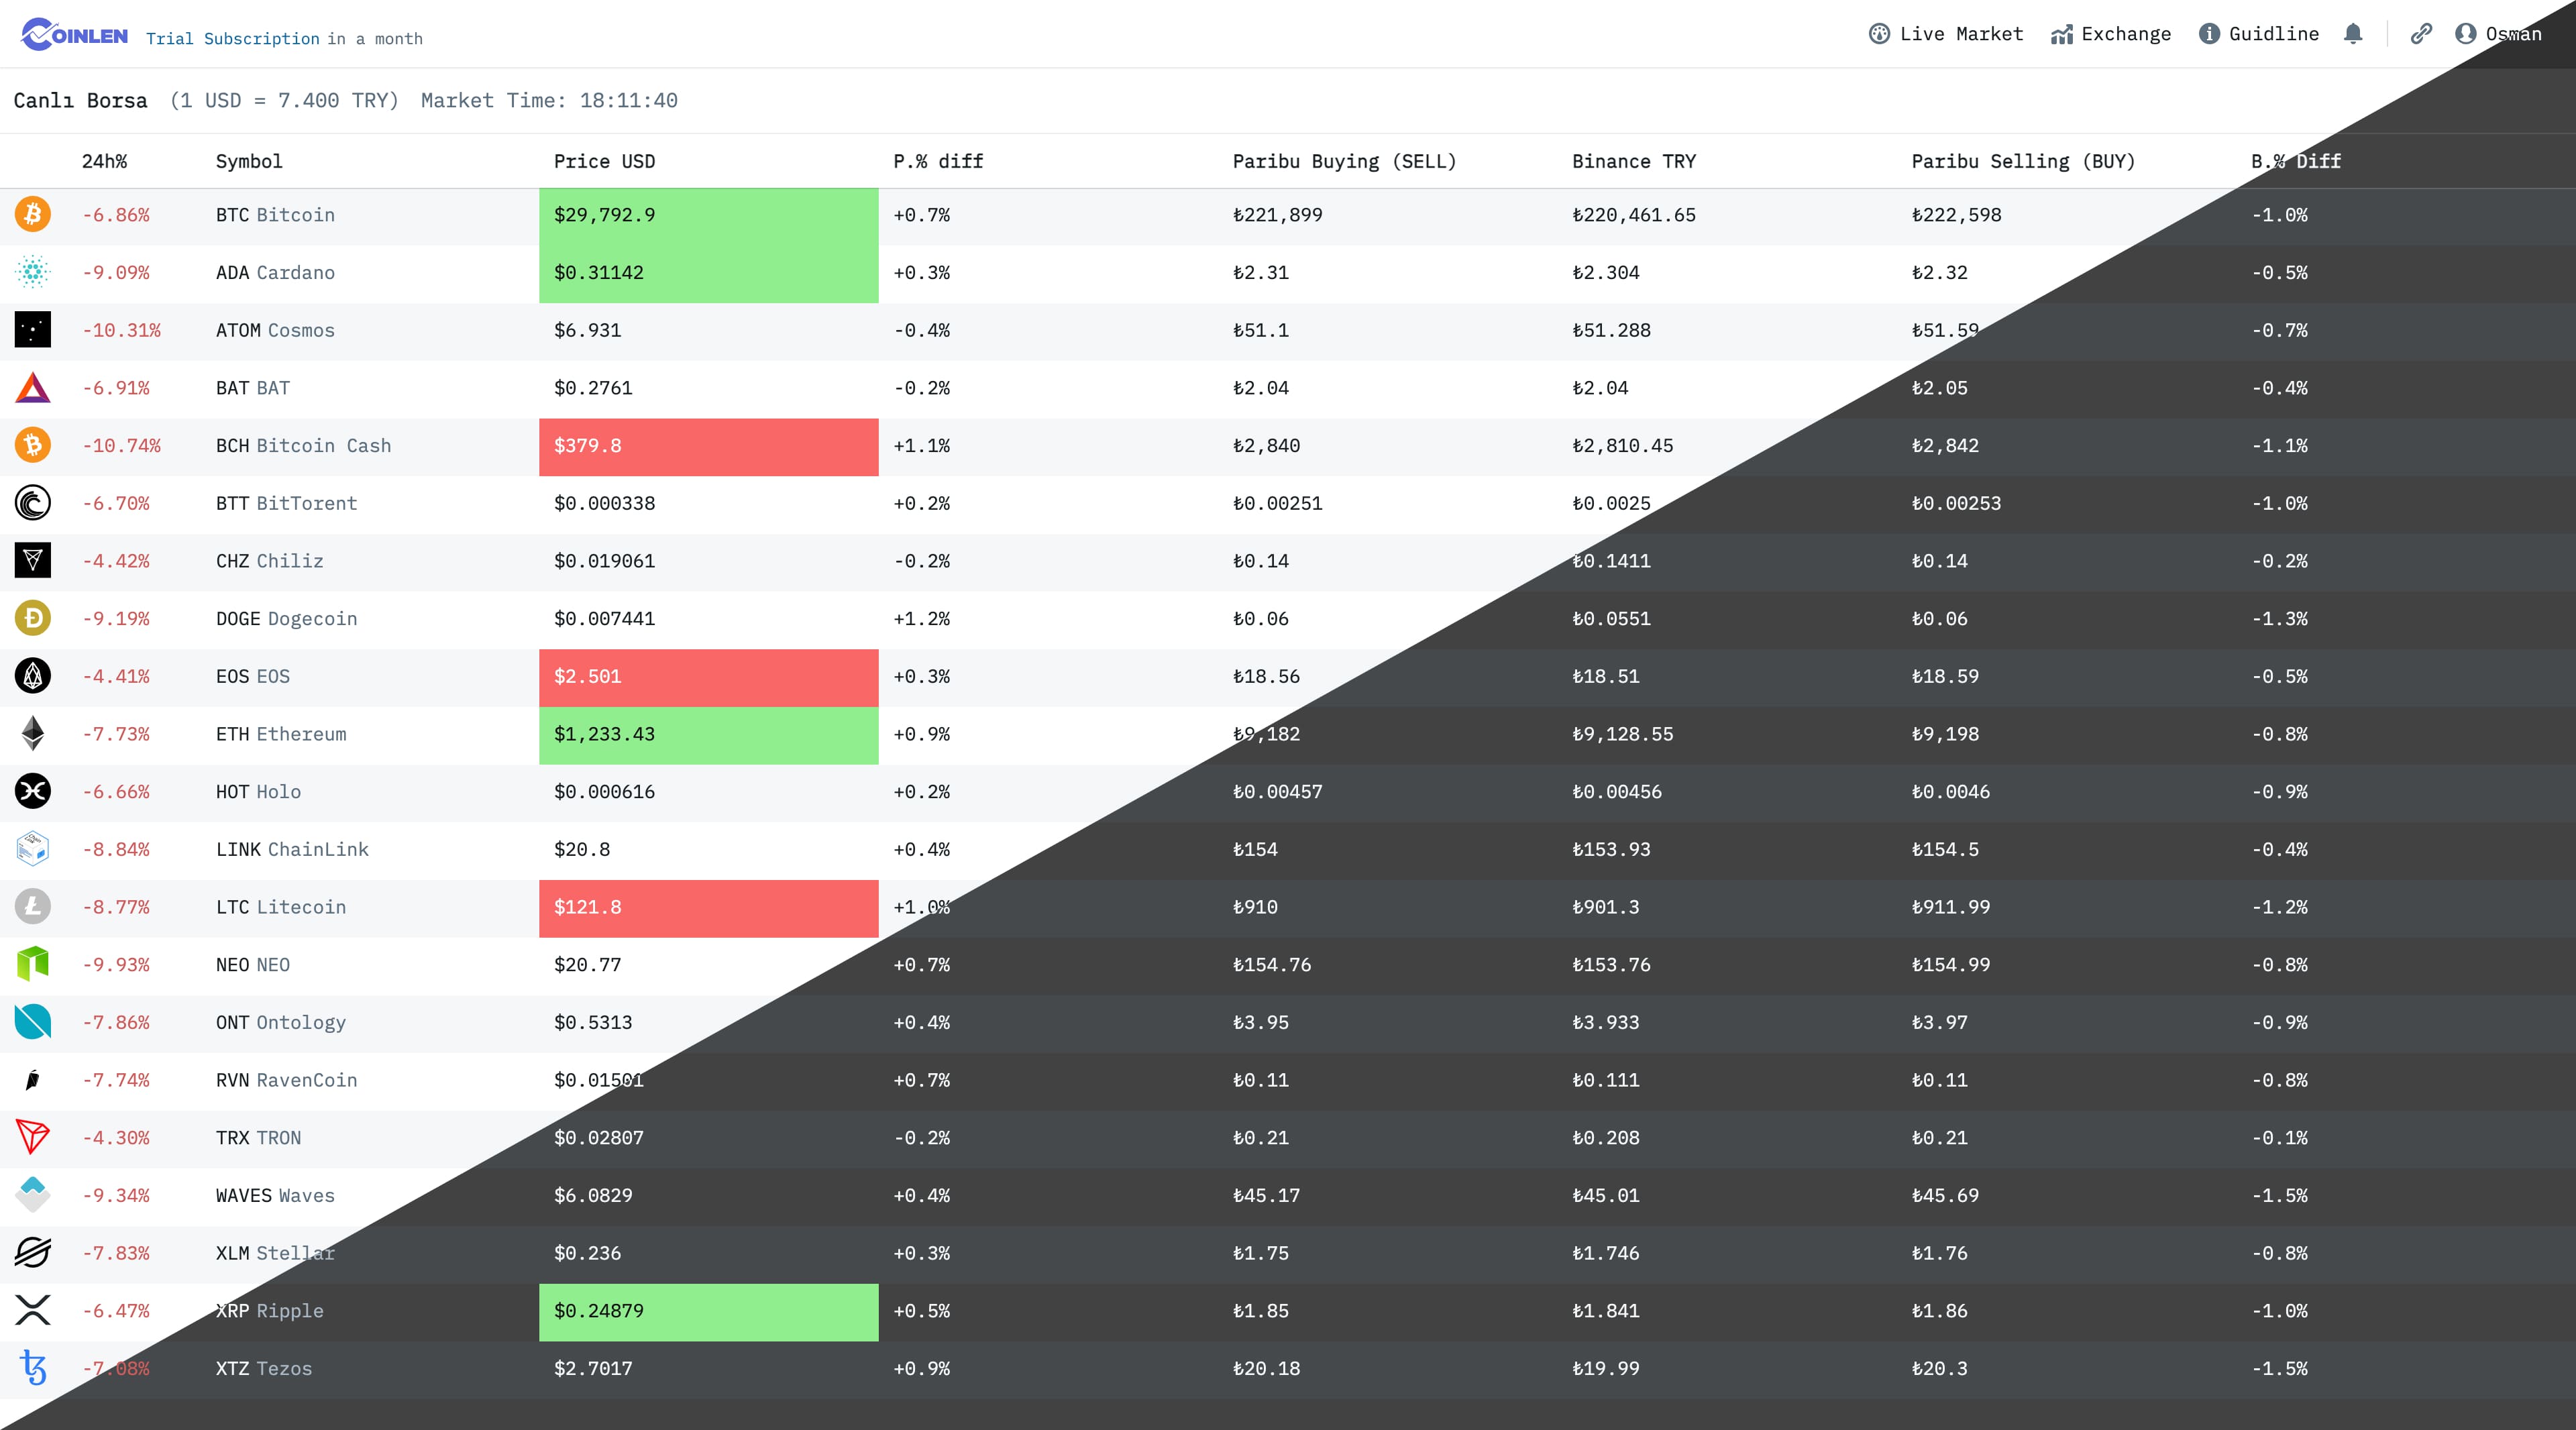 COINLEN Trial Subscription in a month Live Market Exchange Guidline Osman
Canlı Borsa (1 USD = 7.400 TRY) Market Time: 18:11:40
24h% Symbol Price USD P.% diff Paribu Buying (SELL) Binance TRY Paribu Selling (BUY) B.% Diff
-6.86% BTC Bitcoin $29,792.9 +0.7% ₺221,899 ₺220,461.65 ₺222,598 -1.0%
-9.09% ADA Cardano $0.31142 +0.3% ₺2.31 ₺2.304 ₺2.32 -0.5%
-10.31% ATOM Cosmos $6.931 -0.4% ₺51.1 ₺51.288 ₺51.59 -0.7%
-6.91% BAT BAT $0.2761 -0.2% ₺2.04 ₺2.04 ₺2.05 -0.4%
-10.74% BCH Bitcoin Cash $379.8 +1.1% ₺2,840 ₺2,810.45 ₺2,842 -1.1%
-6.70% BTT BitTorent $0.000338 +0.2% ₺0.00251 ₺0.0025 ₺0.00253 -1.0%
-4.42% CHZ Chiliz $0.019061 -0.2% ₺0.14 ₺0.1411 ₺0.14 -0.2%
-9.19% DOGE Dogecoin $0.007441 +1.2% ₺0.06 ₺0.0551 ₺0.06 -1.3%
-4.41% EOS EOS $2.501 +0.3% ₺18.56 ₺18.51 ₺18.59 -0.5%
-7.73% ETH Ethereum $1,233.43 +0.9% ₺9,182 ₺9,128.55 ₺9,198 -0.8%
-6.66% HOT Holo $0.000616 +0.2% ₺0.00457 ₺0.00456 ₺0.0046 -0.9%
-8.84% LINK ChainLink $20.8 +0.4% ₺154 ₺153.93 ₺154.5 -0.4%
-8.77% LTC Litecoin $121.8 +1.0% ₺910 ₺901.3 ₺911.99 -1.2%
-9.93% NEO NEO $20.77 +0.7% ₺154.76 ₺153.76 ₺154.99 -0.8%
-7.86% ONT Ontology $0.5313 +0.4% ₺3.95 ₺3.933 ₺3.97 -0.9%
-7.74% RVN RavenCoin $0.01501 +0.7% ₺0.11 ₺0.111 ₺0.11 -0.8%
-4.30% TRX TRON $0.02807 -0.2% ₺0.21 ₺0.208 ₺0.21 -0.1%
-9.34% WAVES Waves $6.0829 +0.4% ₺45.17 ₺45.01 ₺45.69 -1.5%
-7.83% XLM Stellar $0.236 +0.3% ₺1.75 ₺1.746 ₺1.76 -0.8%
-6.47% XRP Ripple $0.24879 +0.5% ₺1.85 ₺1.841 ₺1.86 -1.0%
-7.08% XTZ Tezos $2.7017 +0.9% ₺20.18 ₺19.99 ₺20.3 -1.5%